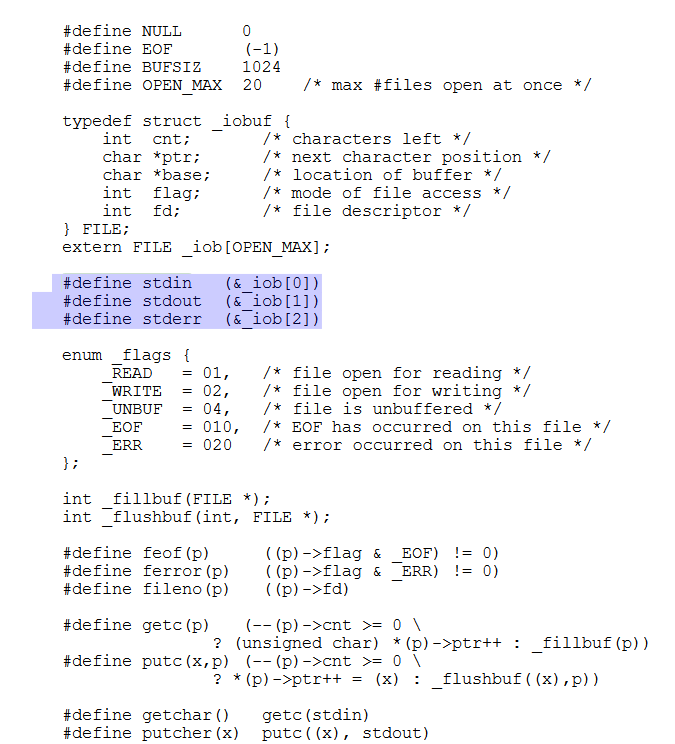 #define NULL      0
#define EOF       (-1)
#define BUFSIZ    1024
#define OPEN_MAX  20    /* max #files open at once */
typedef struct _iobuf {
    int  cnt;       /* characters left */
    char *ptr;      /* next character position */
    char *base;     /* location of buffer */
    int  flag;      /* mode of file access */
    int  fd;        /* file descriptor */
} FILE;
extern FILE _iob[OPEN_MAX];
#define stdin   (&_iob[0])
#define stdout  (&_iob[1])
#define stderr  (&_iob[2])
enum _flags {
    _READ   = 01,   /* file open for reading */
    _WRITE  = 02,   /* file open for writing */
    _UNBUF  = 04,   /* file is unbuffered */
    _EOF    = 010,  /* EOF has occurred on this file */
    _ERR    = 020   /* error occurred on this file */
};
int _fillbuf(FILE *);
int _flushbuf(int, FILE *);
#define feof(p)     ((p)->flag & _EOF) != 0)
#define ferror(p)   ((p)->flag & _ERR) != 0)
#define fileno(p)   ((p)->fd)
#define getc(p)   (--(p)->cnt >= 0 \
               ? (unsigned char) *(p)->ptr++ : _fillbuf(p))
#define putc(x,p) (--(p)->cnt >= 0 \
               ? *(p)->ptr++ = (x) : _flushbuf((x),p))
#define getchar()   getc(stdin)
#define putcher(x)  putc((x), stdout)